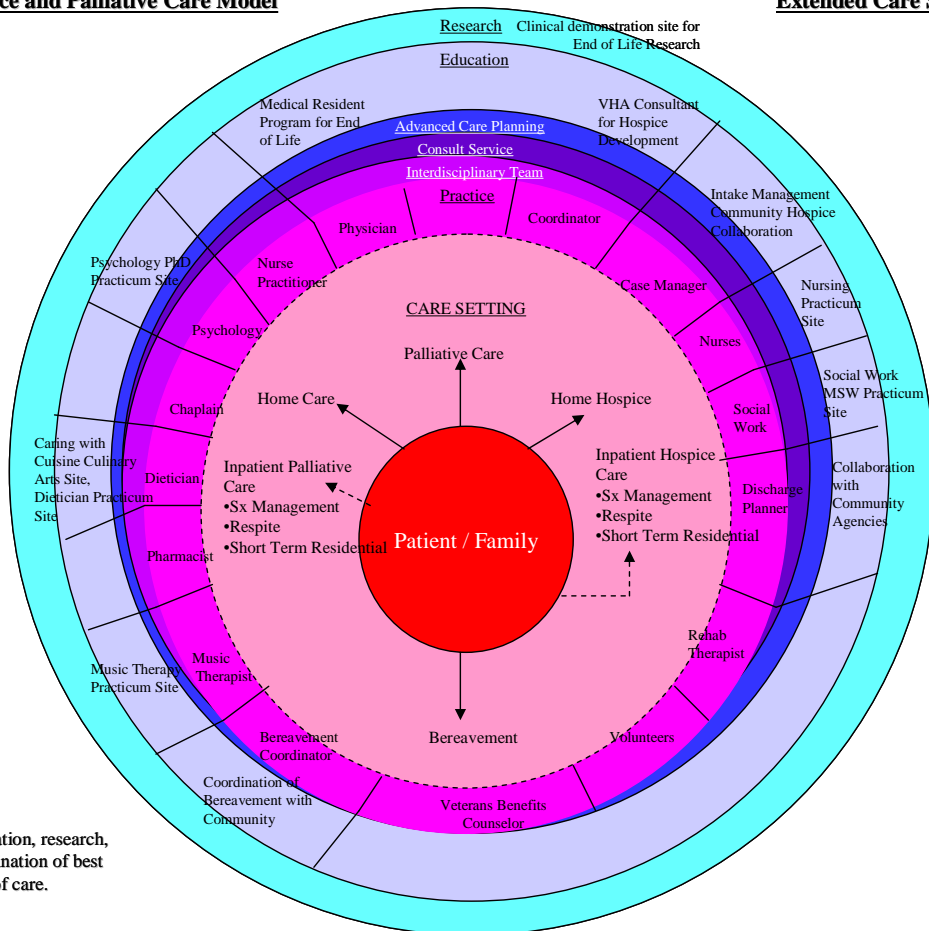 and Palliative Care Model
Extended Care
Research
Clinical demonstration site for
End of Life Research
Education
Medical Resident
Program for End
of Life
VHA Consultant
for Hospice
Development
Advanced Care Planning
Consult Service
Interdisciplinary Team
Practice
Physician
Coordinator
Intake Management
Community Hospice
Collaboration
Psychology PhD
Practicum Site
Nurse
Practitioner
Case Manager
Nursing
Practicum
Site
CARE SETTING
Psychology
Nurses
Palliative Care
Home Care
Home Hospice
Social Work
MSW Practicum
Site
Chaplain
Social
Work
Caring with
Cuisine Culinary
Arts Site,
Dietician Practicum
Site
Dietician
Inpatient Palliative
Care
•Sx Management
•Respite
•Short Term Residential
Inpatient Hospice
Care
•Sx Management
•Respite
•Short Term Residential
Discharge
Planner
Collaboration
with
Community
Agencies
Patient / Family
Pharmacist
Music Therapy
Practicum Site
Music
Therapist
Rehab
Therapist
Bereavement
Coordinator
Bereavement
Volunteers
Coordination of
Bereavement with
Community
Veterans Benefits
Counselor
research,
of best
of care.